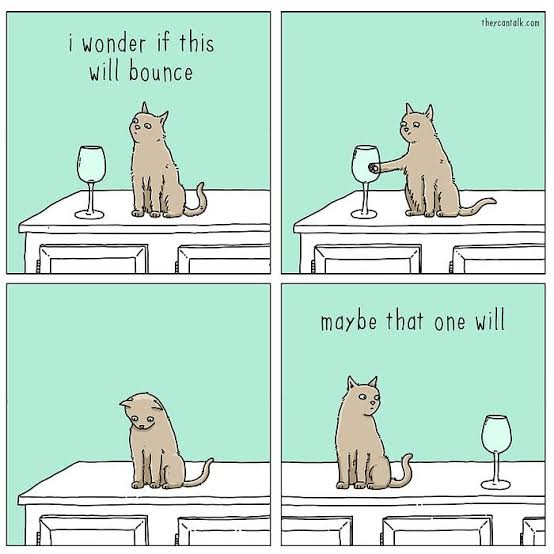 i wonder if this
will bounce
theycantalk.com
maybe that one will